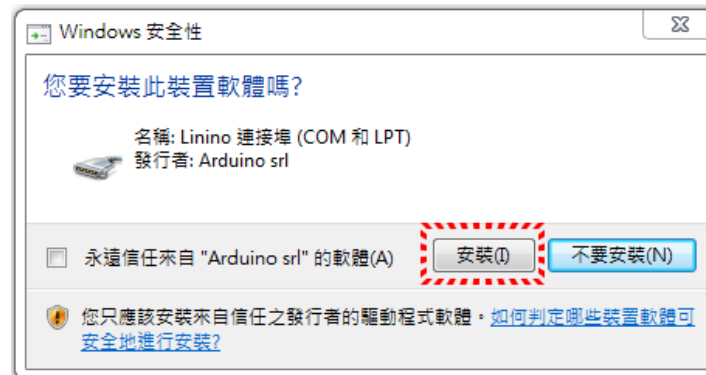 Windows 安全性
您要安裝此裝置軟體嗎?
名稱: Linino 連接埠 (COM 和 LPT)
發行者: Arduino srl
永遠信任來自 "Arduino srl" 的軟體(A)
安裝(I)
不要安裝(N)
您只應該安裝來自信任之發行者的驅動程式軟體。如何判定哪些裝置軟體可
安全地進行安裝?